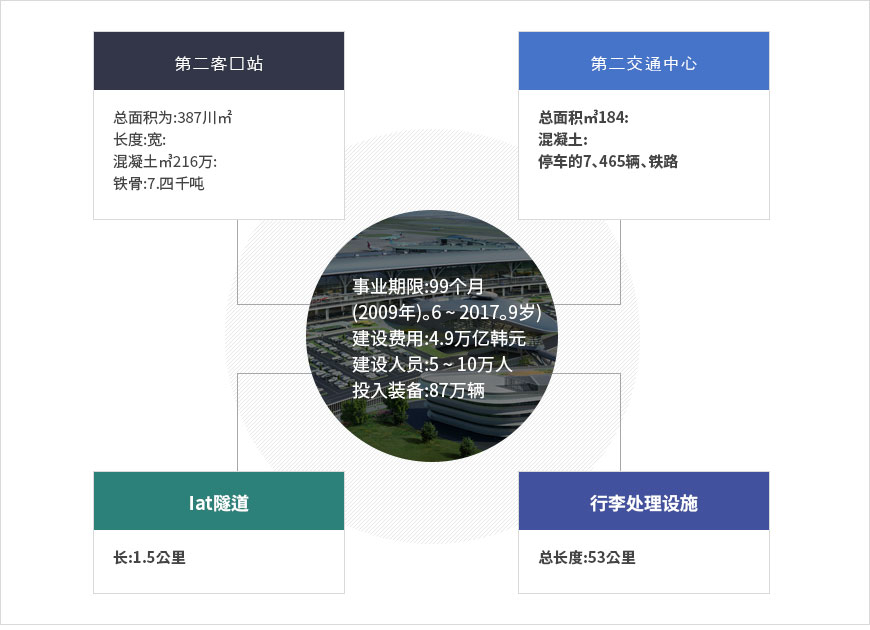 第二客口站
总面积为:387川㎡
长度:宽:
混凝土㎥216万:
铁骨:7.四千吨
第二交通中心
总面积㎡184:
混凝土:
停车的7、465辆、铁路
事业期限:99个月
(2009年)。6 ~ 2017。9岁)
建设费用:4.9万亿韩元
建设人员:5 ~ 10万人
投入装备:87万辆
Iat隧道
长:1.5公里
行李处理设施
总长度:53公里